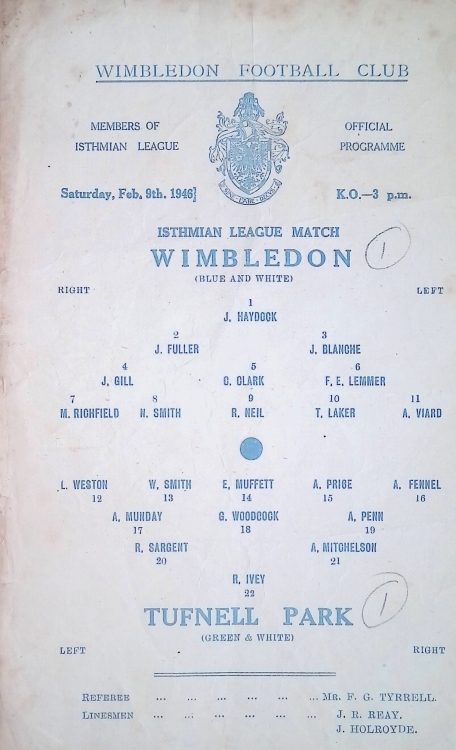 WIMBLEDON FOOTBALL CLUB
MEMBERS OF
ISTHMIAN LEAGUE
OFFICIAL
PROGRAMME
Saturday, Feb. 9th. 1946
K.O.—3 p.m.
ISTHMIAN LEAGUE MATCH
WIMBLEDON 1
(BLUE AND WHITE)
RIGHT LEFT
1
J. HAYDOCK
2 3
J. FULLER J. BLANCHE
4 5 6
J. GILL C. CLARK F. E. LEMMER
7 8 9 10 11
M. RICHFIELD N. SMITH R. NEIL T. LAKER A. VIARD
L. WESTON W. SMITH E. MUFFETT A. PRICE A. FENNEL
12 13 14 15 16
A. MUNDAY G. WOODCOCK A. PENN
17 18 19
R. SARGENT A. MITCHELSON
20 21
R. IVEY
22
TUFNELL PARK 1
(GREEN & WHITE)
LEFT RIGHT
REFEREE ... ... ... ... ... MR. F. G. TYRRELL.
LINESMEN ... ... ... ... ... J. R. REAY.
J. HOLROYDE.